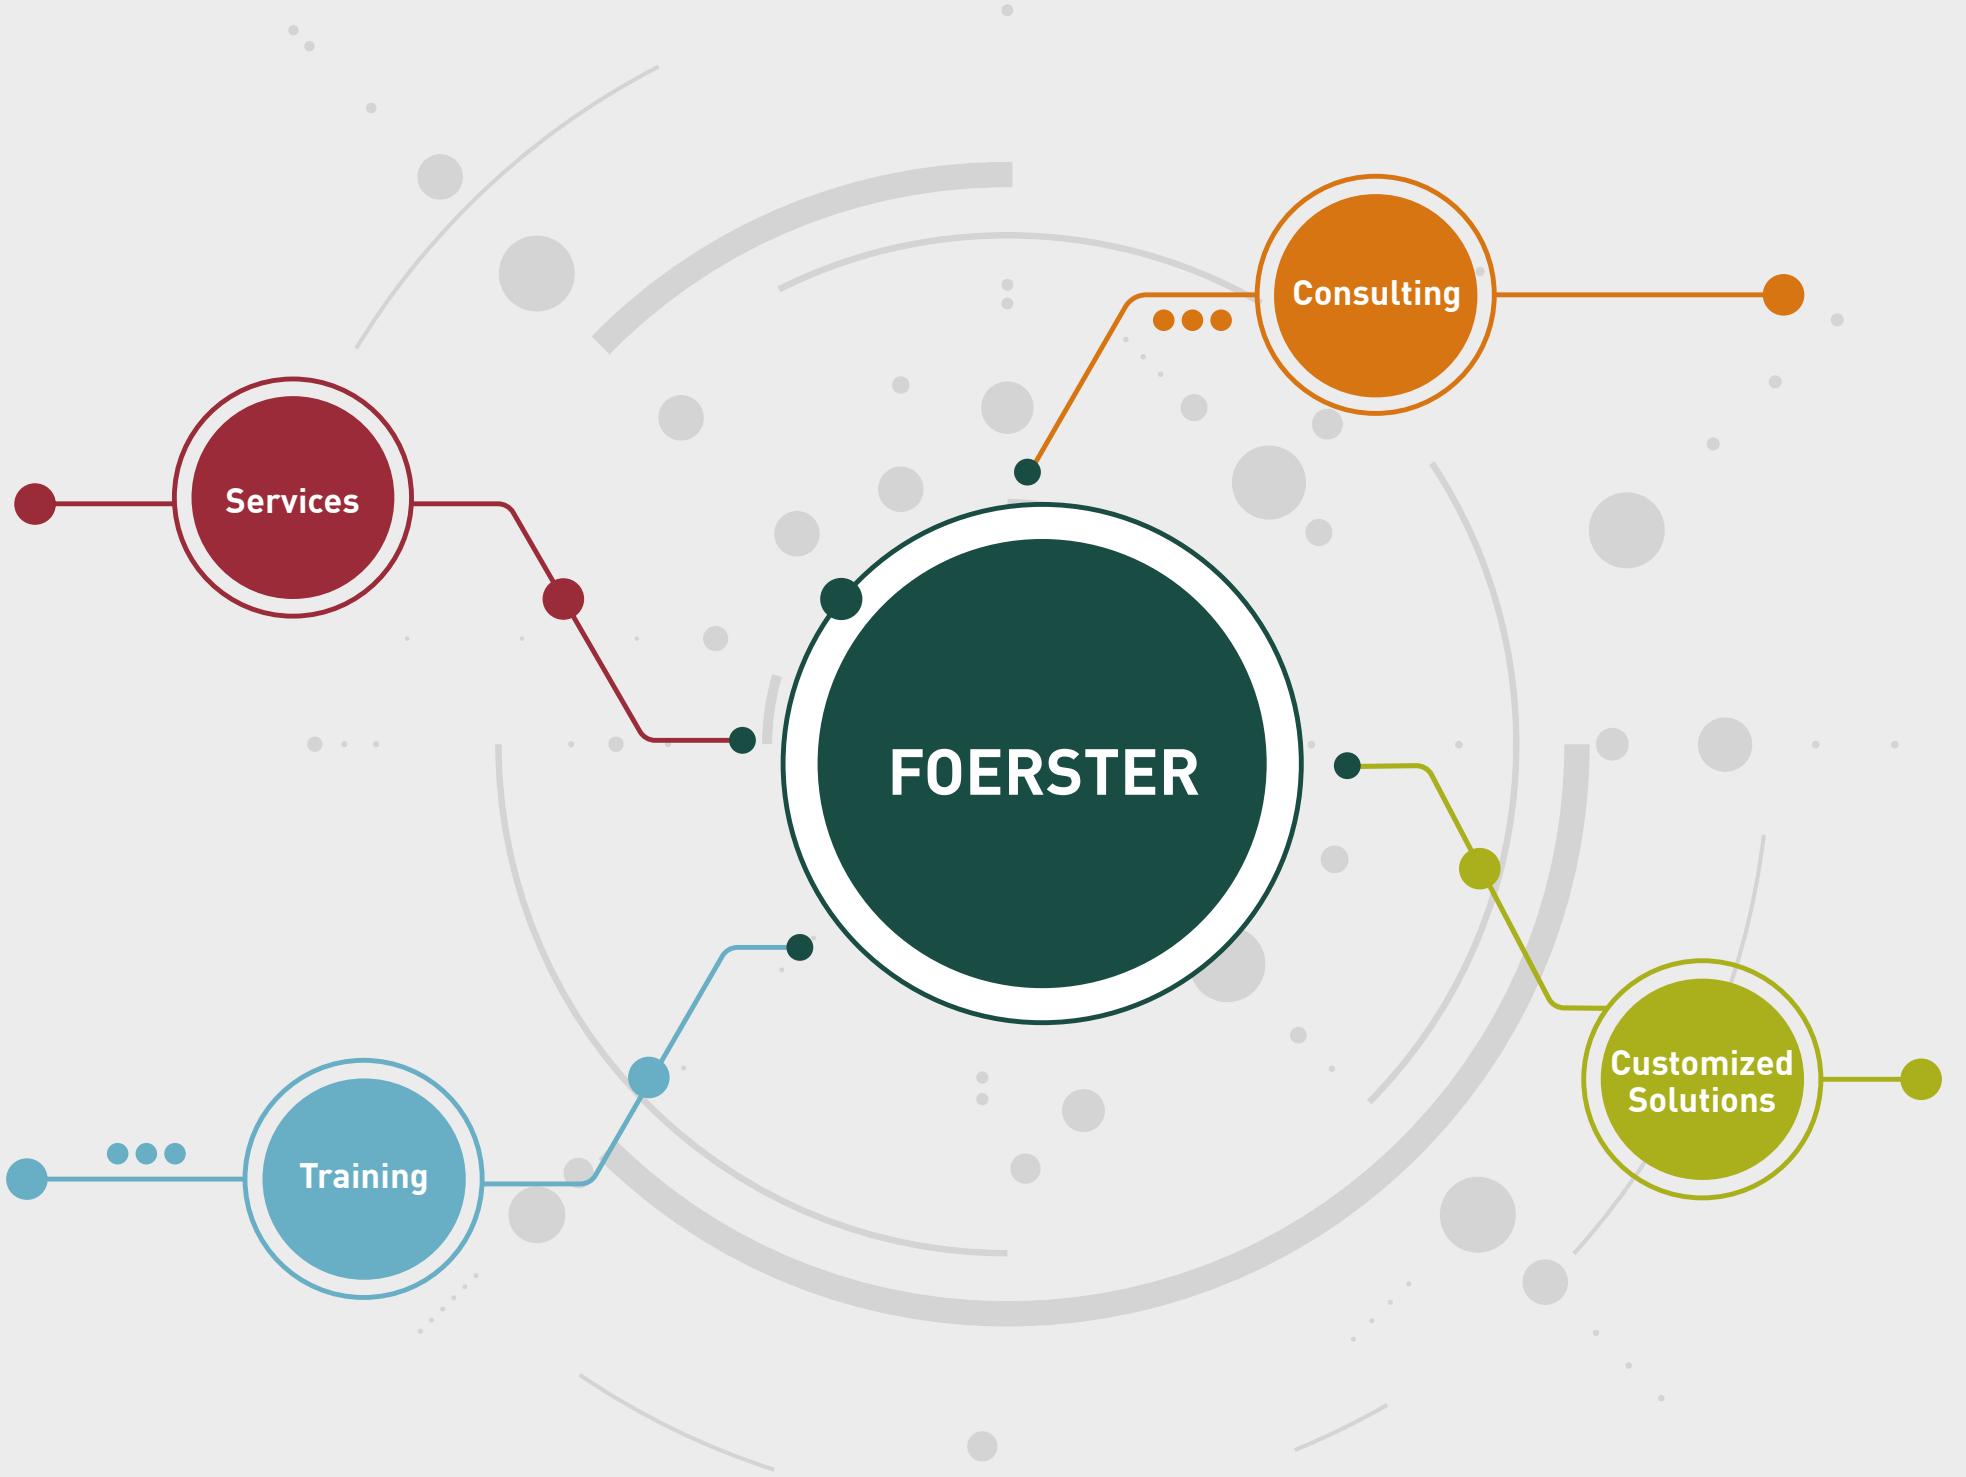 Consulting
Services
FOERSTER
Customized
Solutions
Training